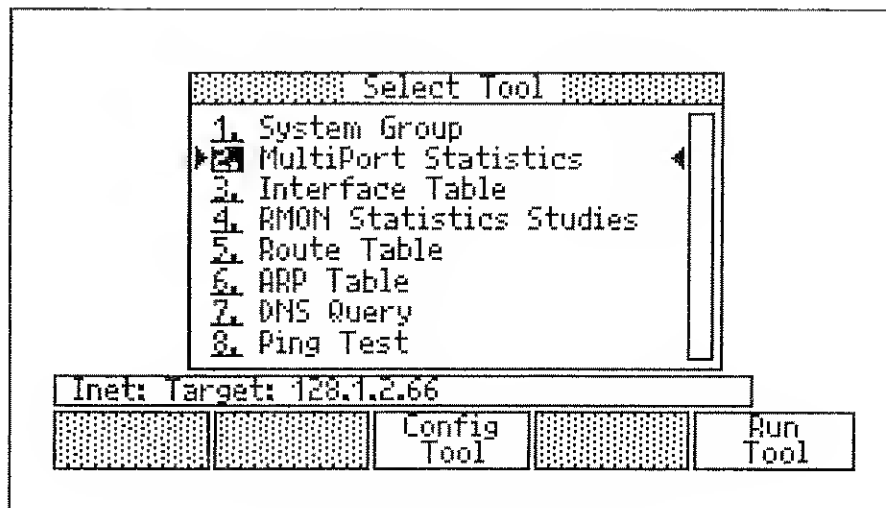 Select Tool
1. System Group
2. MultiPort Statistics
3. Interface Table
4. RMON Statistics Studies
5. Route Table
6. ARP Table
7. DNS Query
8. Ping Test
Inet: Target: 128.1.2.66
Config Tool
Run Tool